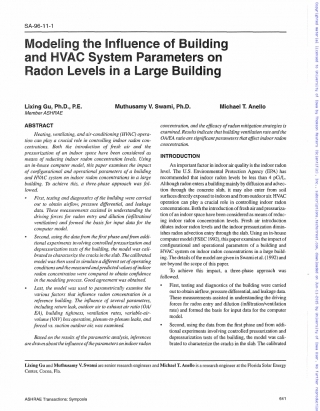 SA-96-11-1
Modeling the Influence of Building
and HVAC System Parameters on
Radon Levels in a Large Building
Lixing Gu, Ph.D., P.E.
Member ASHRAE
Muthusamy V. Swami, Ph.D.
Michael T. Anello
ABSTRACT
Heating, ventilating, and air-conditioning (HVAC) opera-
tion can play a crucial role in controlling indoor radon con-
centrations. Both the introduction of fresh air and the
pressurization of an indoor space have been considered as
means of reducing indoor radon concentration levels. Using
an in-house computer model, this paper examines the impact
of configurational and operational parameters of a building
and HVAC system on indoor radon concentrations in a large
building. To achieve this, a three-phase approach was fol-
lowed.
• First, testing and diagnostics of the building were carried
out to obtain airflow, pressure differential, and leakage
data. These measurements assisted in understanding the
driving forces for radon entry and dilution (infiltration/
ventilation) and formed the basis for input data for the
computer model.
• Second, using the data from the first phase and from addi-
tional experiments involving controlled pressurization and
depressurization tests of the building, the model was cali-
brated to characterize the cracks in the slab. The calibrated
model was then used to simulate a different set of operating
conditions and the measured and predicted values of indoor
radon concentration were compared to obtain confidence
in the modeling process. Good agreement was obtained.
• Last, the model was used to parametrically examine the
various factors that influence radon concentration in a
reference building. The influence of several parameters,
including return leaks, outdoor air to exhaust air ratio (OA/
EA), building tightness, ventilation rates, variable-air-
volume (VAV) box operation, plenum-to-plenum leaks, and
forced vs. suction outdoor air was examined.
Based on the results of the parametric analysis, inferences
are drawn about the influence of the parameters on indoor radon
concentration, and the efficacy of radon mitigation strategies is
examined. Results indicate that building ventilation rate and the
OA/EA ratio are significant parameters that affect indoor radon
concentration.
INTRODUCTION
An important factor in indoor air quality is the indoor radon
level. The U.S. Environmental Protection Agency (EPA) has
recommended that indoor radon levels be less than 4 pCi/L.
Although radon enters a building mainly by diffusion and advec-
tion through the concrete slab, it may also enter from soil
surfaces directly exposed to indoors and from outdoor air. HVAC
operation can play a crucial role in controlling indoor radon
concentrations. Both the introduction of fresh air and pressuriza-
tion of an indoor space have been considered as means of reduc-
ing indoor radon concentration levels. Fresh air introduction
dilutes indoor radon levels and the indoor pressurization dimin-
ishes radon advection entry through the slab. Using an in-house
computer model (FSEC 1992), this paper examines the impact of
configurational and operational parameters of a building and
HVAC system on indoor radon concentrations in a large build-
ing. The details of the model are given in Swami et al. (1992) and
are beyond the scope of this paper.
To achieve this impact, a three-phase approach was
followed.
• First, testing and diagnostics of the building were carried
out to obtain airflow, pressure differential, and leakage data.
These measurements assisted in understanding the driving
forces for radon entry and dilution (infiltration/ventilation
rate) and formed the basis for input data for the computer
model.
• Second, using the data from the first phase and with addi-
tional experiments involving controlled pressurization and
depressurization tests of the building, the model was cali-
brated to characterize the cracks in the slab. The calibrated
Lixing Gu and Muthusamy V. Swami are senior research engineers and Michael T. Anello is a research engineer at the Florida Solar Energy
Center, Cocoa, Fla.
ASHRAE Transactions: Symposia
641